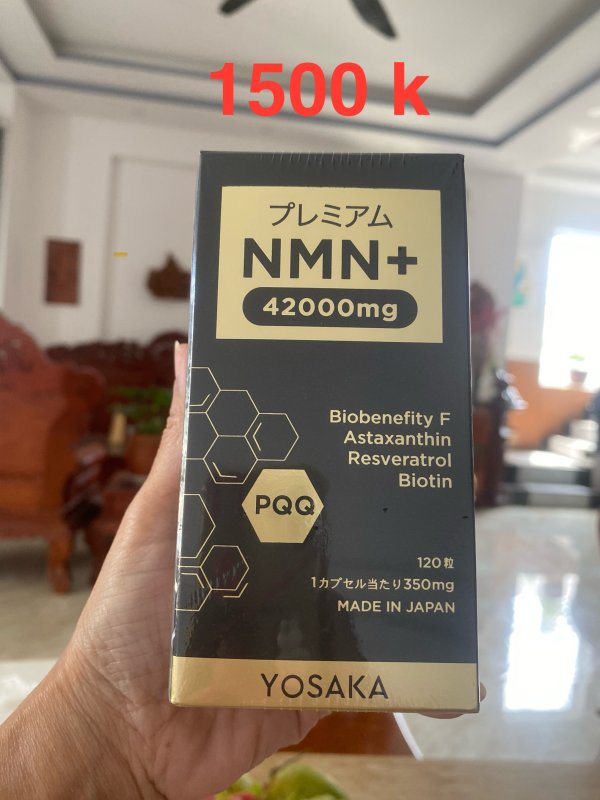 1500 k
プレミアム
NMN+
42000mg
Biobenefity F
Astaxanthin
Resveratrol
Biotin
PQQ
120粒
1カプセル当たり350mg
MADE IN JAPAN
YOSAKA